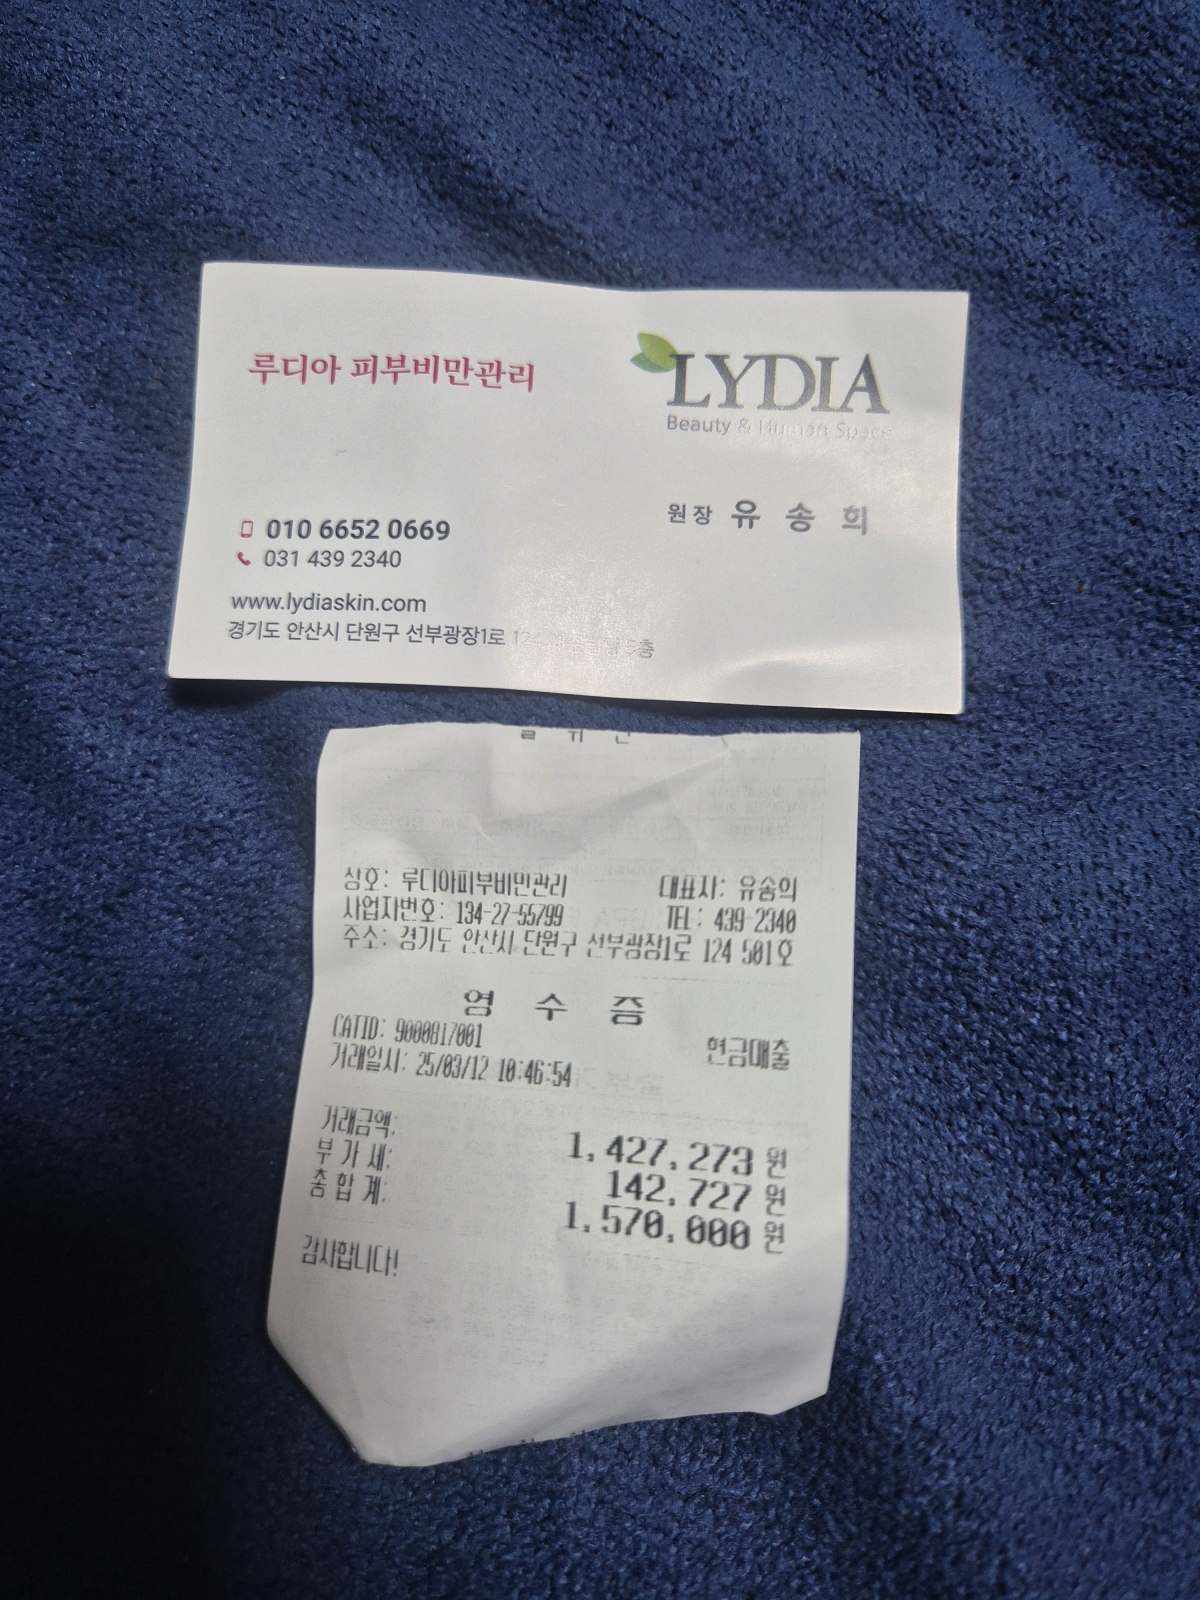 루디아 피부비만관리
LYDIA
Beauty & Human Space
원장 유 송 희
010 6652 0669
031 439 2340
www.lydiaskin.com
경기도 안산시 단원구 선부광장1로 124 5층
상호: 루디아피부비만관리 대표자: 유송희
사업자번호: 134-27-55799 TEL: 439-2340
주소: 경기도 안산시 단원구 선부광장1로 124 501호
영 수 증
CATID: 9000817001
현금매출
거래일시: 25/03/12 10:46:54
거래금액: 1,427,273 원
부 가 세: 142,727 원
총 합 계: 1,570,000 원
감사합니다!